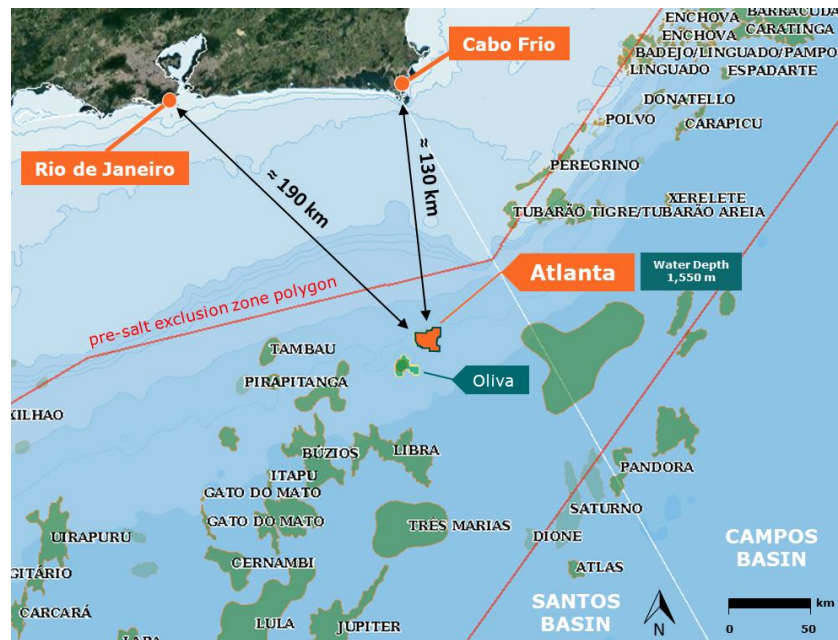 BARRACUDA
ENCHOVA
CARATINGA
ENCHOVA
BADEJO/LINGUADO/PAMPO
LINGUADO
ESPADARTE
Cabo Frio
DONATELLO
POLVO
CARAPICU
Rio de Janeiro
PEREGRINO
≈ 190 km
≈ 130 km
XERELETE
TUBARÃO TIGRE/TUBARÃO AREIA
Atlanta
Water Depth
1,550 m
pre-salt exclusion zone polygon
TAMBAU
PIRAPITANGA
Oliva
XILHAO
BÚZIOS
LIBRA
PANDORA
ITAPU
GATO DO MATO
SATURNO
GATO DO MATO
TRÊS MARIAS
UIRAPURU
DIONE
CAMPOS
BASIN
CERNAMBI
ATLAS
GITÁRIO
SANTOS
BASIN
CARCARÁ
LULA
JUPITER
N
km
0
50